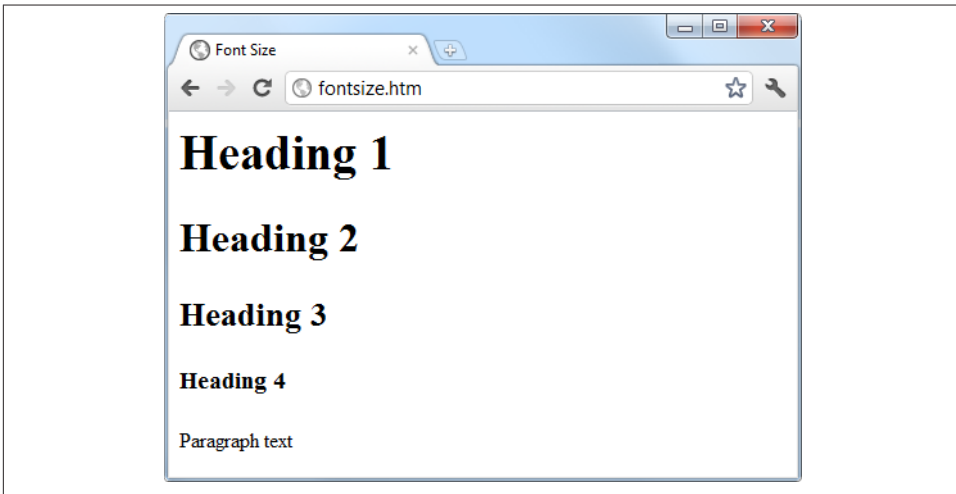 Font Size
fontsize.htm
Heading 1
Heading 2
Heading 3
Heading 4
Paragraph text